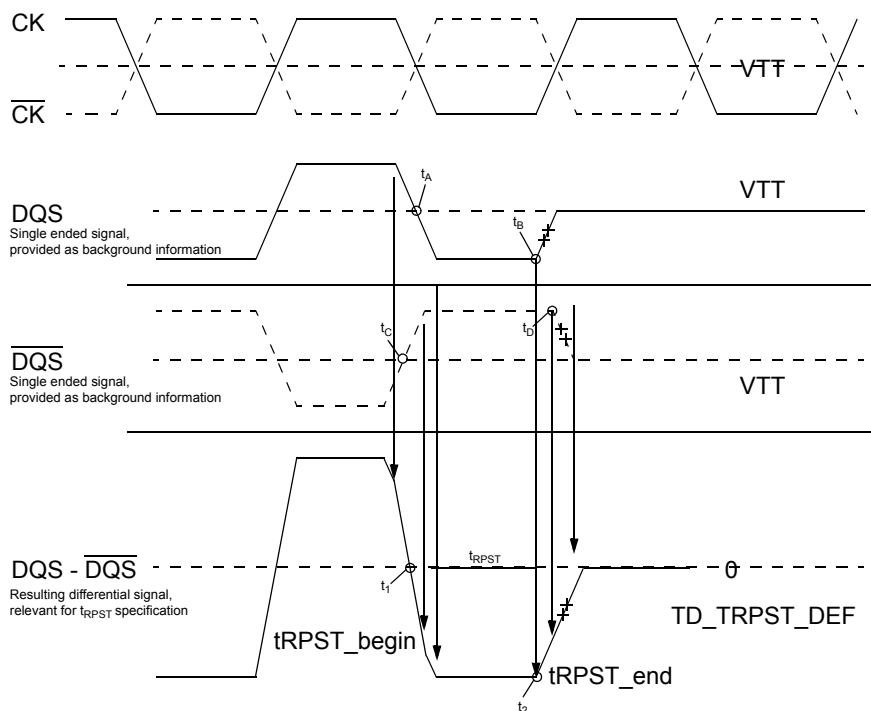 CK
VTT
CK
tA
VTT
DQS
tB
Single ended signal,
provided as background information
tC
tD
DQS
Single ended signal,
provided as background information
VTT
tRPST
DQS - DQS
0
t1
Resulting differential signal,
relevant for tRPST specification
TD_TRPST_DEF
tRPST_begin
tRPST_end
t2